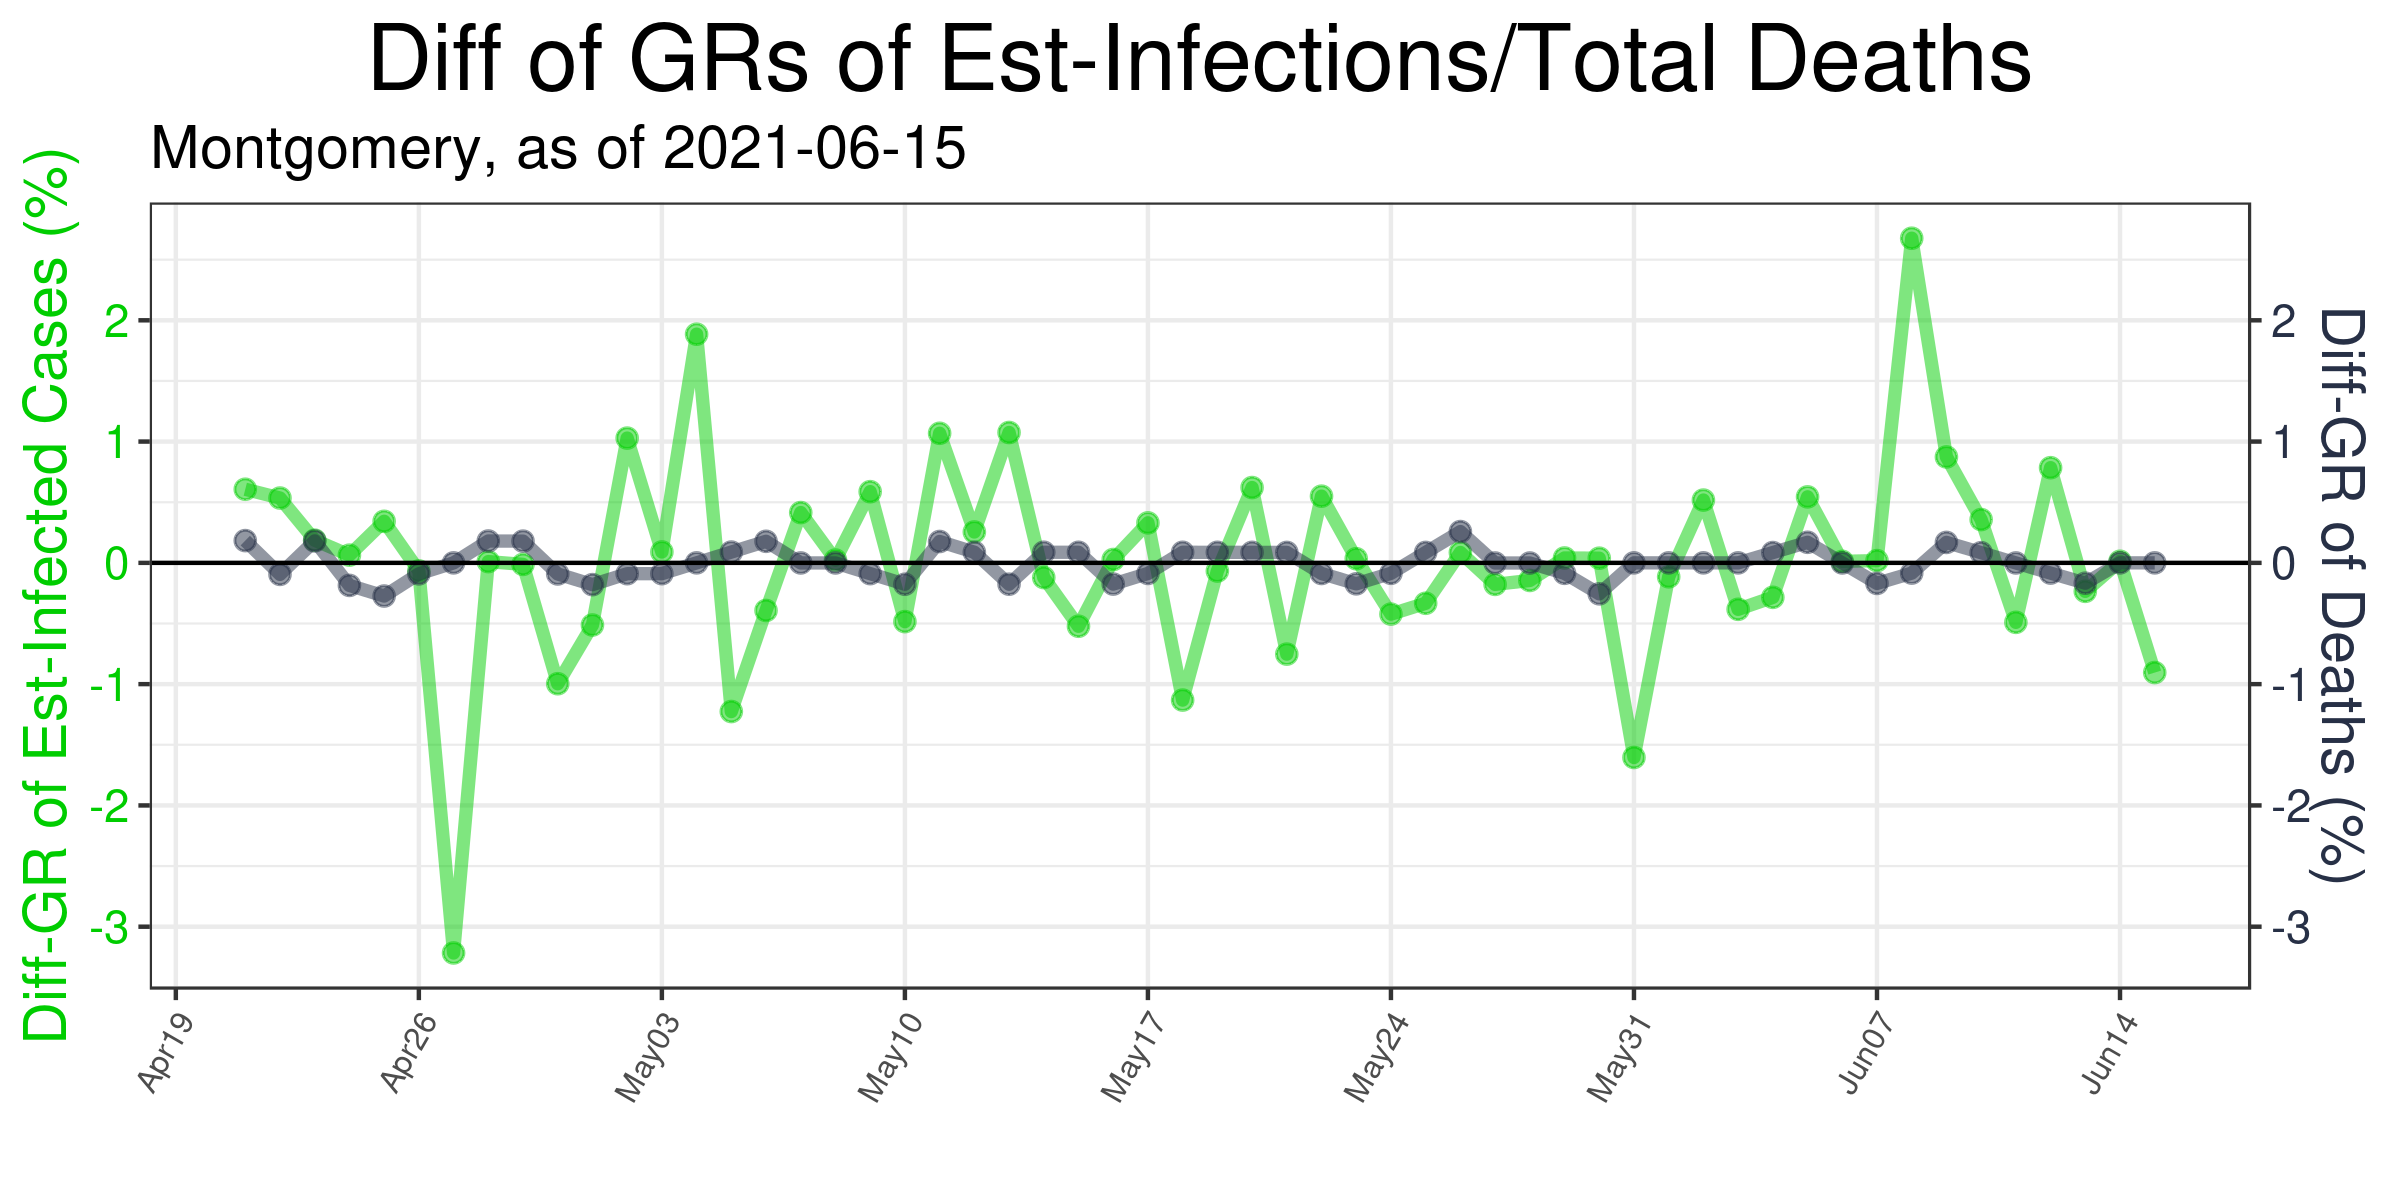 Diff of GRs of Est-Infections/Total Deaths
Montgomery, as of 2021-06-15
Diff-GR of Est-Infected Cases (%)
2
1
0
-1
-2
-3
2
1
0
-1
-2
-3
Diff-GR of Deaths (%)
Apr19
Apr26
May03
May10
May17
May24
May31
Jun07
Jun14